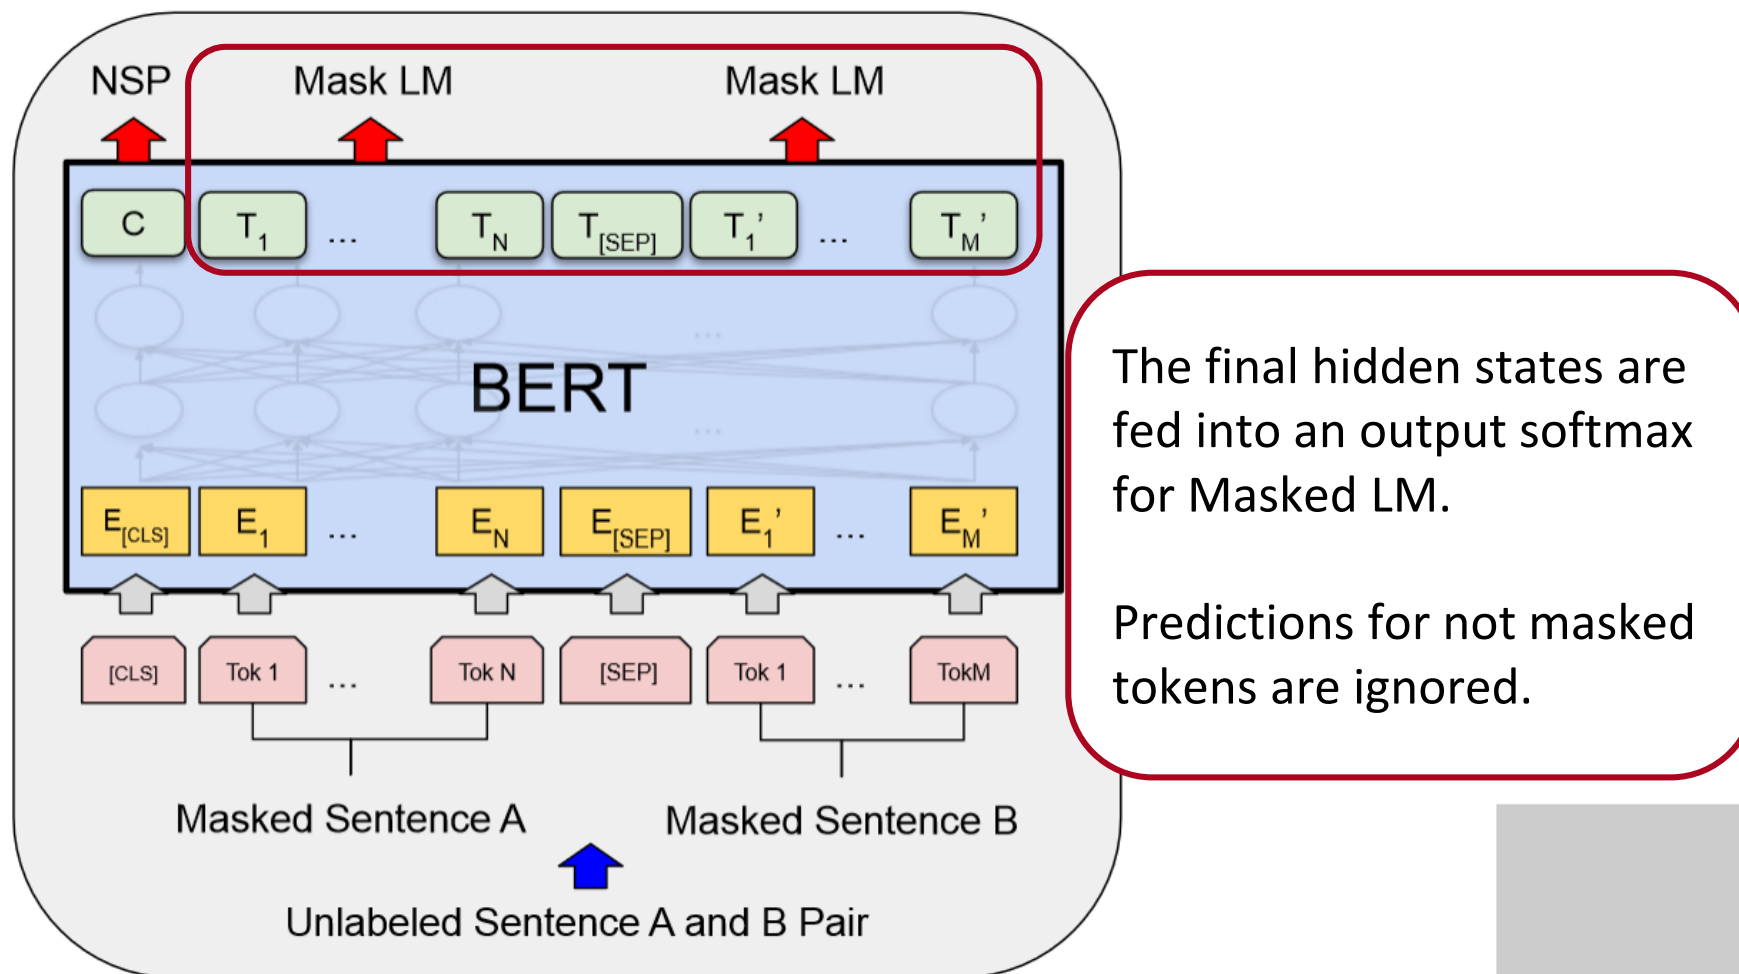 NSP Mask LM Mask LM
C T1 ... TN T[SEP] T1’ ... TM’
...
BERT
...
E[CLS] E1 ... EN E[SEP] E1’ ... EM’
[CLS] Tok 1 ... Tok N [SEP] Tok 1 ... TokM
Masked Sentence A Masked Sentence B
Unlabeled Sentence A and B Pair
The final hidden states are
fed into an output softmax
for Masked LM.
Predictions for not masked
tokens are ignored.